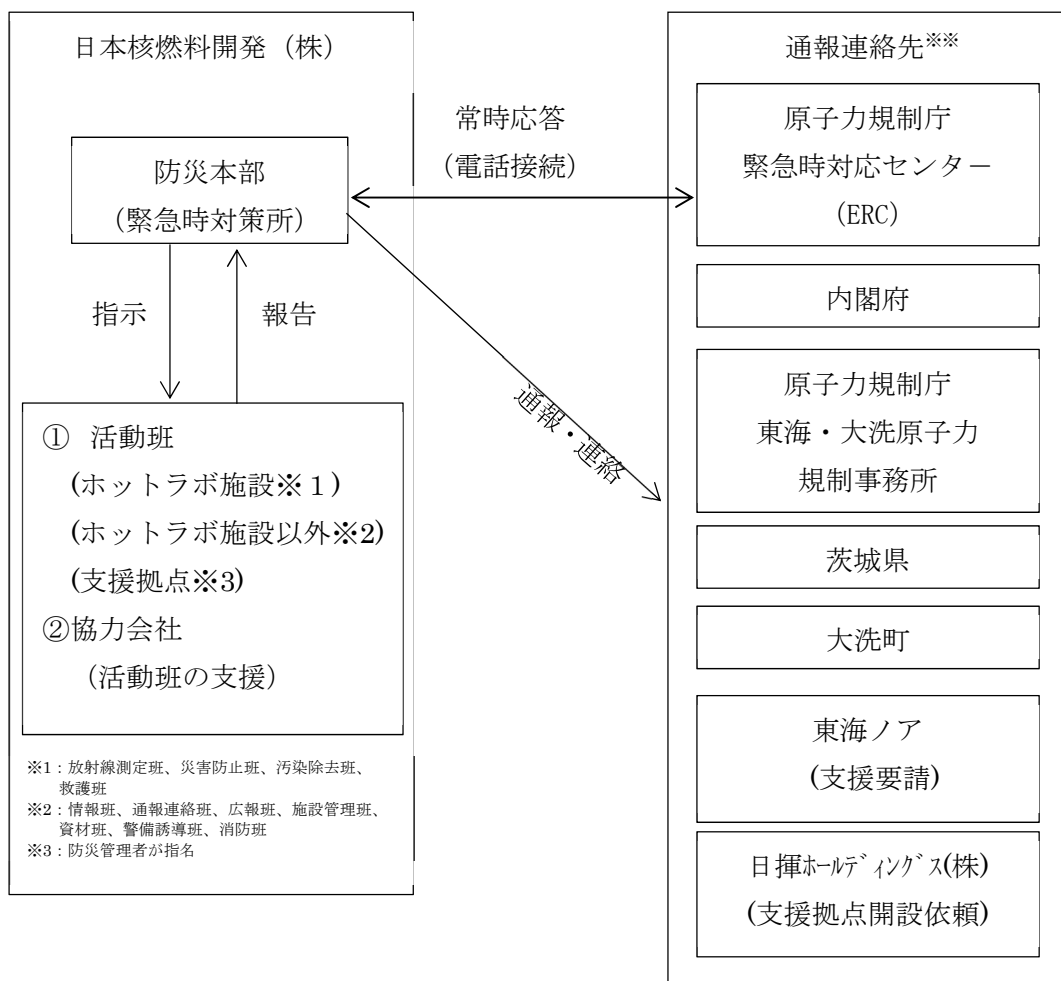 日本核燃料開発（株）
防災本部
（緊急時対策所）
指示
報告
① 活動班
(ホットラボ施設※１)
(ホットラボ施設以外※2)
(支援拠点※3)
②協力会社
（活動班の支援）
※1：放射線測定班、災害防止班、汚染除去班、
救護班
※2：情報班、通報連絡班、広報班、施設管理班、
資材班、警備誘導班、消防班
※3：防災管理者が指名
常時応答
（電話接続）
通報・連絡
通報連絡先※※
原子力規制庁
緊急時対応センター
（ERC）
内閣府
原子力規制庁
東海・大洗原子力
規制事務所
茨城県
大洗町
東海ノア
(支援要請)
日揮ﾎｰﾙﾃﾞｨﾝｸﾞｽ(株)
(支援拠点開設依頼)